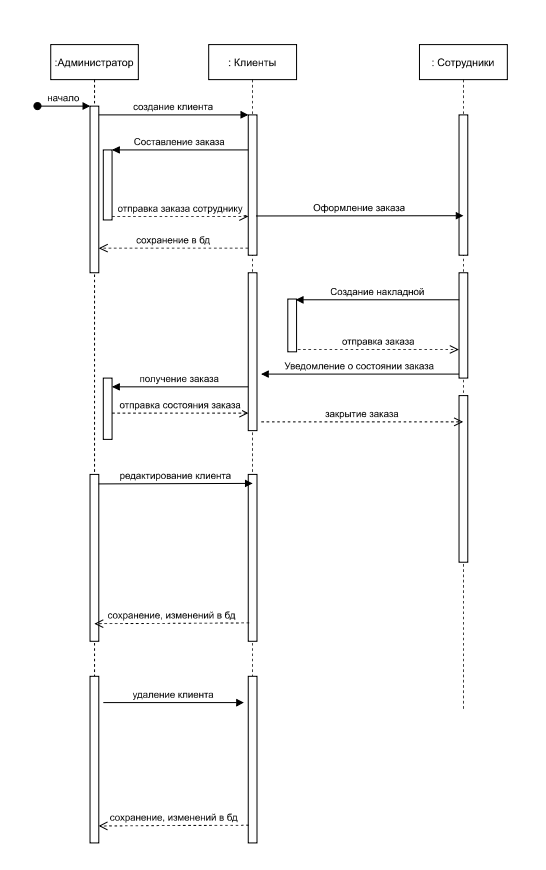 :Администратор
: Клиенты
: Сотрудники
начало
создание клиента
Составление заказа
отправка заказа сотруднику
Оформление заказа
сохранение в бд
Создание накладной
отправка заказа
Уведомление о состоянии заказа
получение заказа
отправка состояния заказа
закрытие заказа
редактирование клиента
сохранение, изменений в бд
удаление клиента
сохранение, изменений в бд